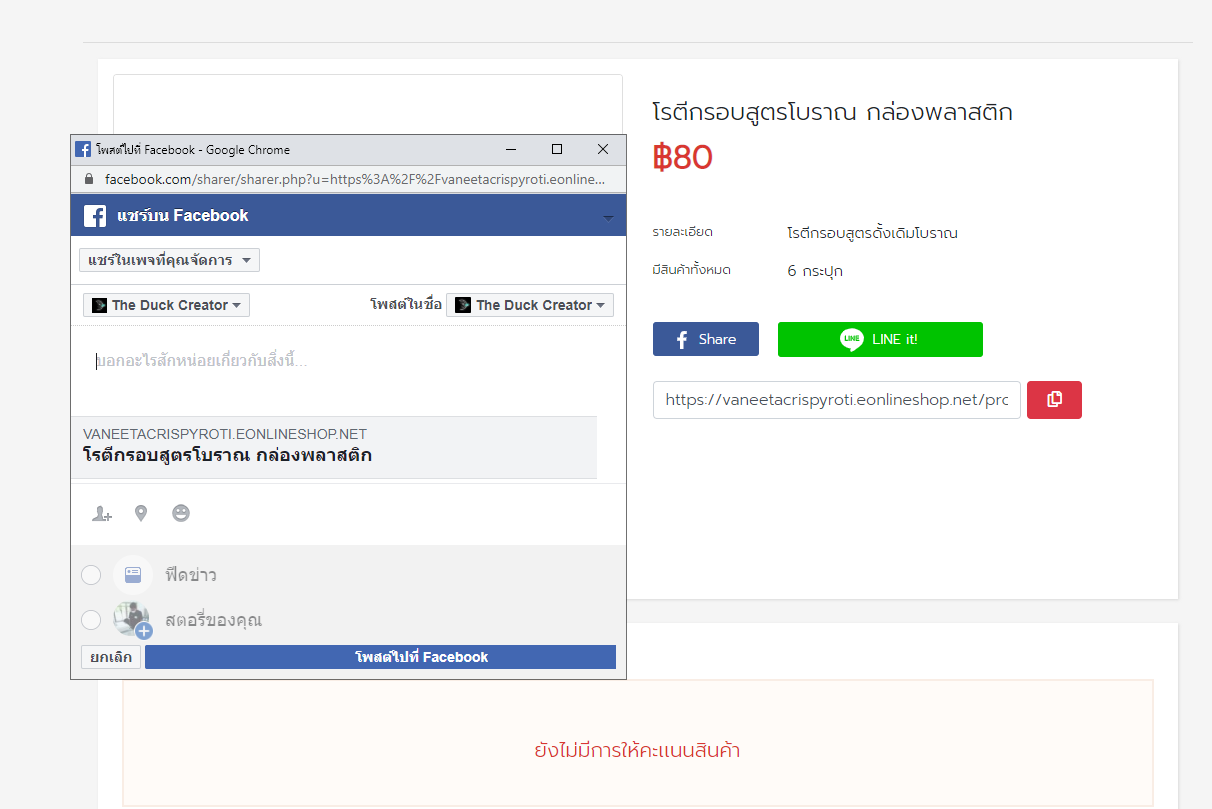 โรตีกรอบสูตรโบราณ กล่องพลาสติก
฿80
รายละเอียด โรตีกรอบสูตรดั้งเดิมโบราณ
มีสินค้าทั้งหมด 6 กระปุก
Share LINE LINE it!
https://vaneetacrispyroti.eonlineshop.net/pro
โพสต์ไปที่ Facebook - Google Chrome
facebook.com/sharer/sharer.php?u=https%3A%2F%2Fvaneetacrispyroti.eonline...
แชร์บน Facebook
แชร์ในเพจที่คุณจัดการ
The Duck Creator โพสต์ในชื่อ The Duck Creator
บอกอะไรสักหน่อยเกี่ยวกับสิ่งนี้...
VANEETACRISPYROTI.EONLINESHOP.NET
โรตีกรอบสูตรโบราณ กล่องพลาสติก
ฟีดข่าว
สตอรี่ของคุณ
ยกเลิก โพสต์ไปที่ Facebook
ยังไม่มีการให้คะแนนสินค้า